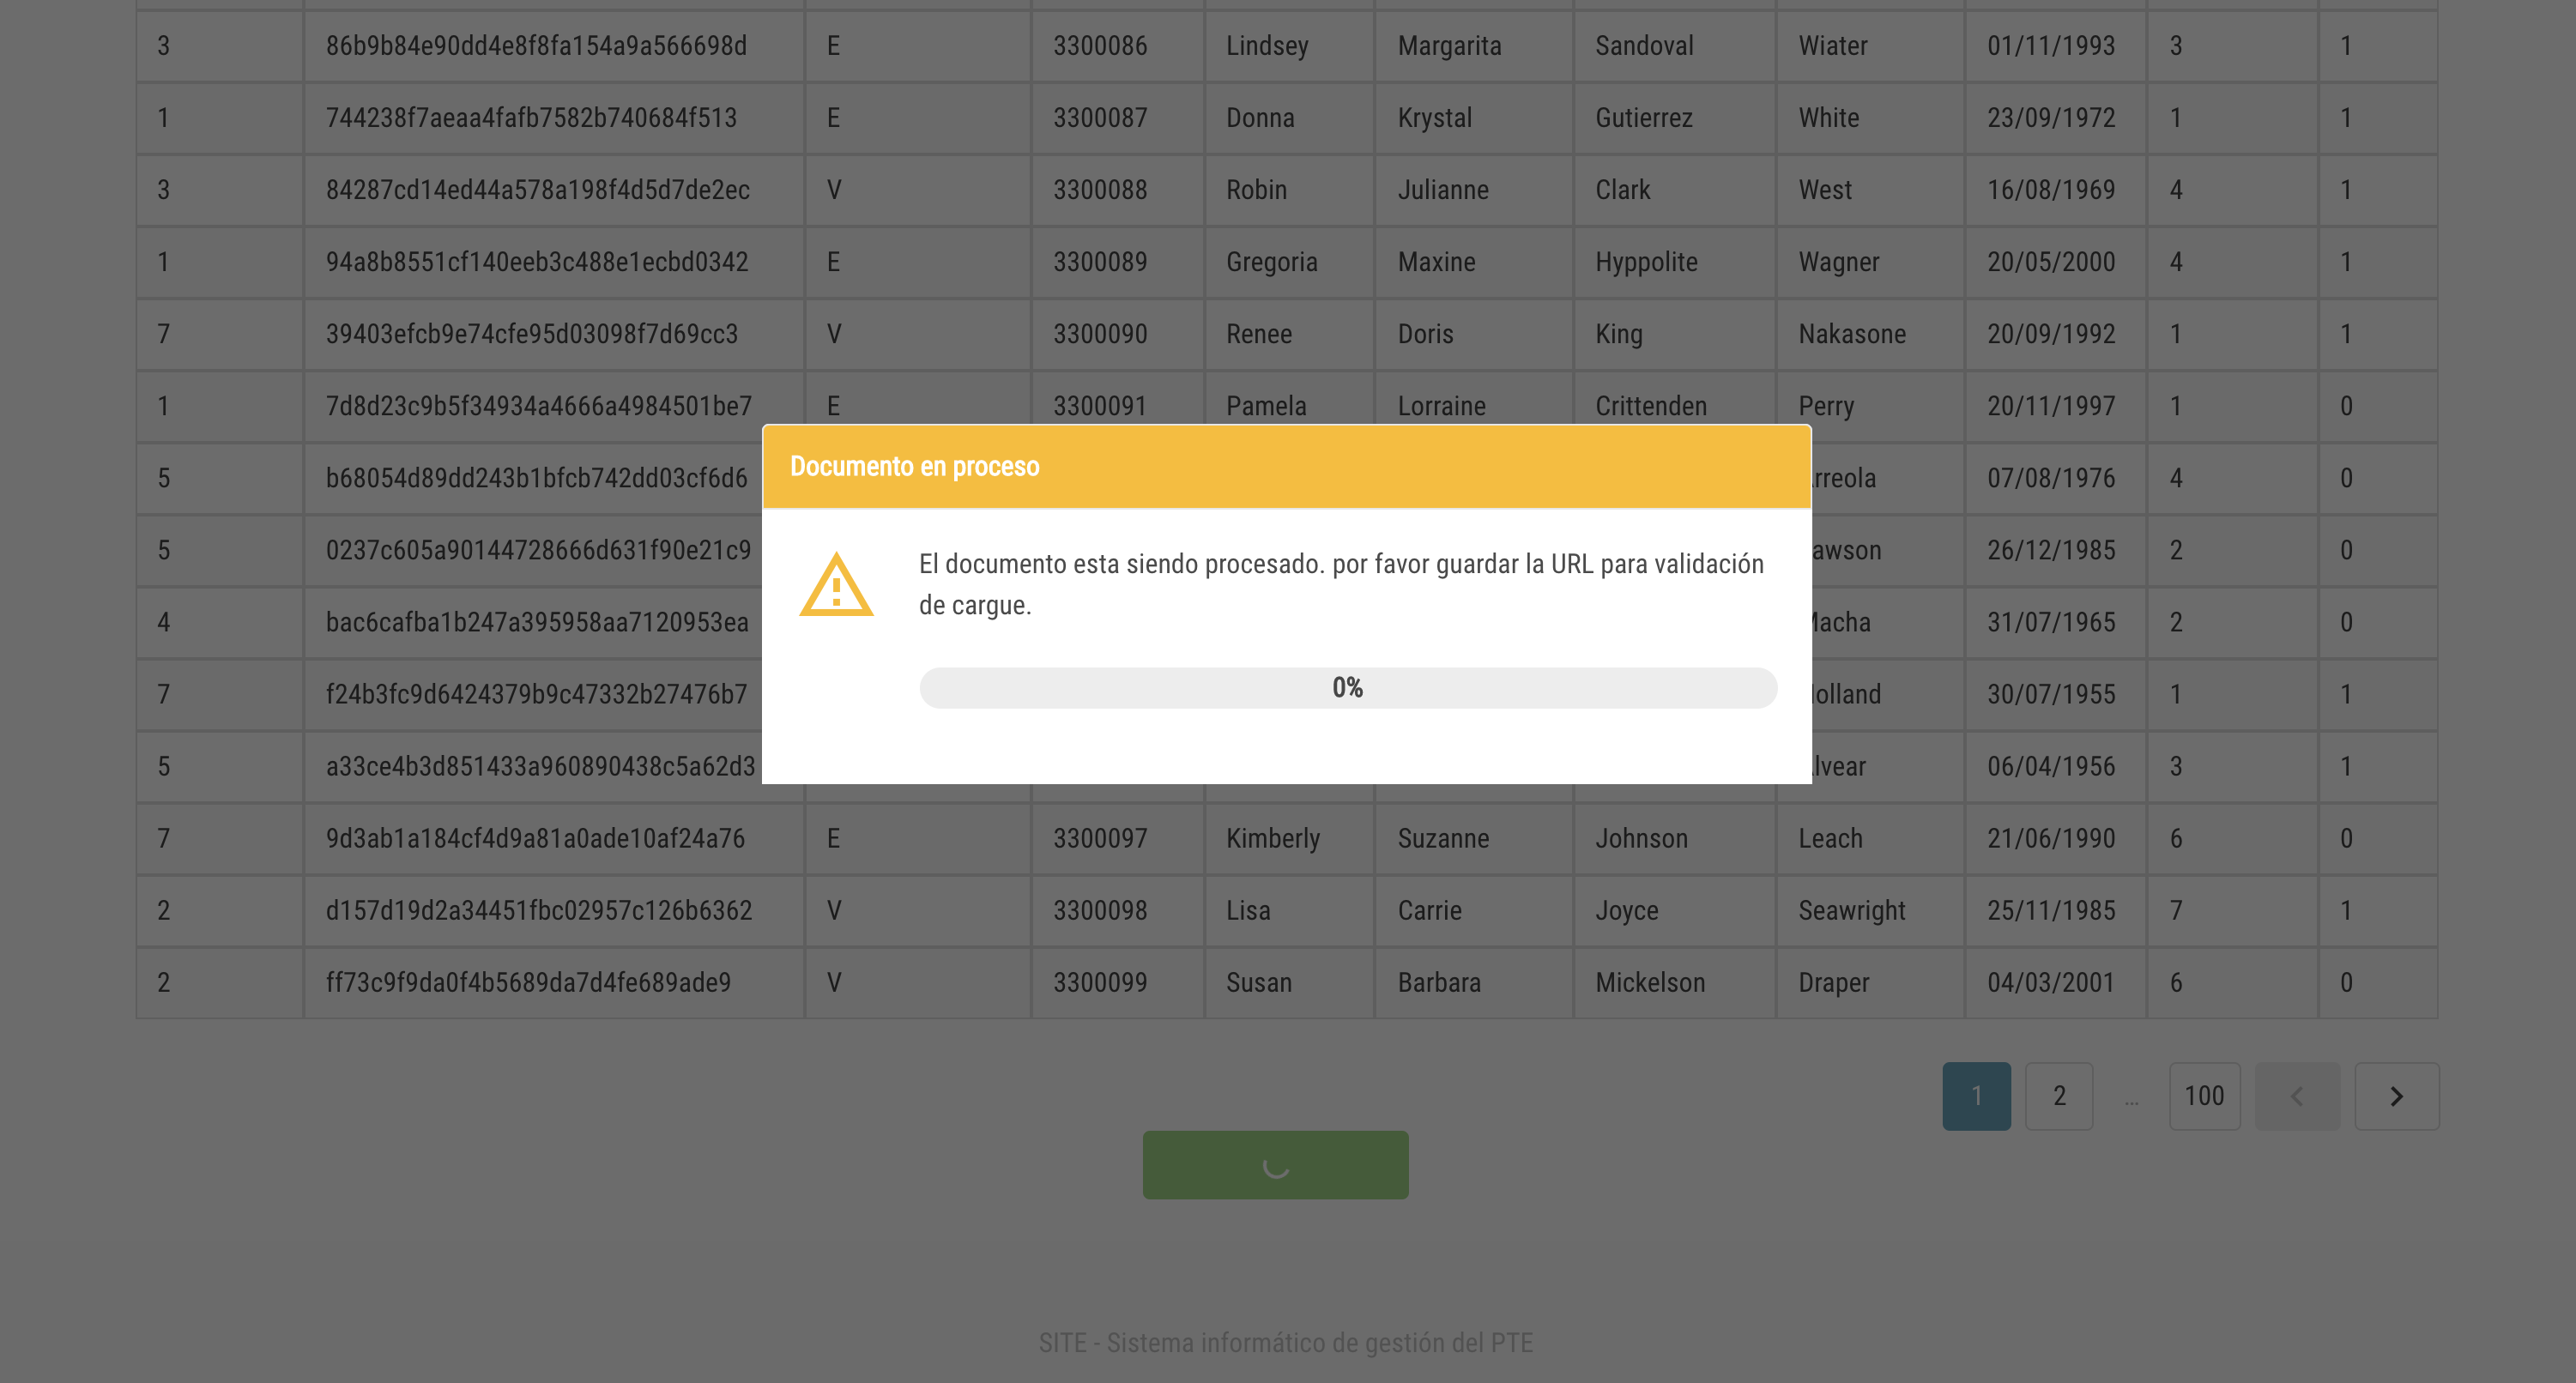 3 86b9b84e90dd4e8f8fa154a9a566698d E 3300086 Lindsey Margarita Sandoval Wiater 01/11/1993 3 1
1 744238f7aeaa4fafb7582b740684f513 E 3300087 Donna Krystal Gutierrez White 23/09/1972 1 1
3 84287cd14ed44a578a198f4d5d7de2ec V 3300088 Robin Julianne Clark West 16/08/1969 4 1
1 94a8b8551cf140eeb3c488e1ecbd0342 E 3300089 Gregoria Maxine Hyppolite Wagner 20/05/2000 4 1
7 39403efcb9e74cfe95d03098f7d69cc3 V 3300090 Renee Doris King Nakasone 20/09/1992 1 1
1 7d8d23c9b5f34934a4666a4984501be7 E 3300091 Pamela Lorraine Crittenden Perry 20/11/1997 1 0
5 b68054d89dd243b1bfcb742dd03cf6d6 rreola 07/08/1976 4 0
5 0237c605a90144728666d631f90e21c9 awson 26/12/1985 2 0
4 bac6cafba1b247a395958aa7120953ea Macha 31/07/1965 2 0
7 f24b3fc9d6424379b9c47332b27476b7 olland 30/07/1955 1 1
5 a33ce4b3d851433a960890438c5a62d3 lvear 06/04/1956 3 1
7 9d3ab1a184cf4d9a81a0ade10af24a76 E 3300097 Kimberly Suzanne Johnson Leach 21/06/1990 6 0
2 d157d19d2a34451fbc02957c126b6362 V 3300098 Lisa Carrie Joyce Seawright 25/11/1985 7 1
2 ff73c9f9da0f4b5689da7d4fe689ade9 V 3300099 Susan Barbara Mickelson Draper 04/03/2001 6 0
Documento en proceso
El documento esta siendo procesado. por favor guardar la URL para validación
de cargue.
0%
1 2 ... 100
SITE - Sistema informático de gestión del PTE